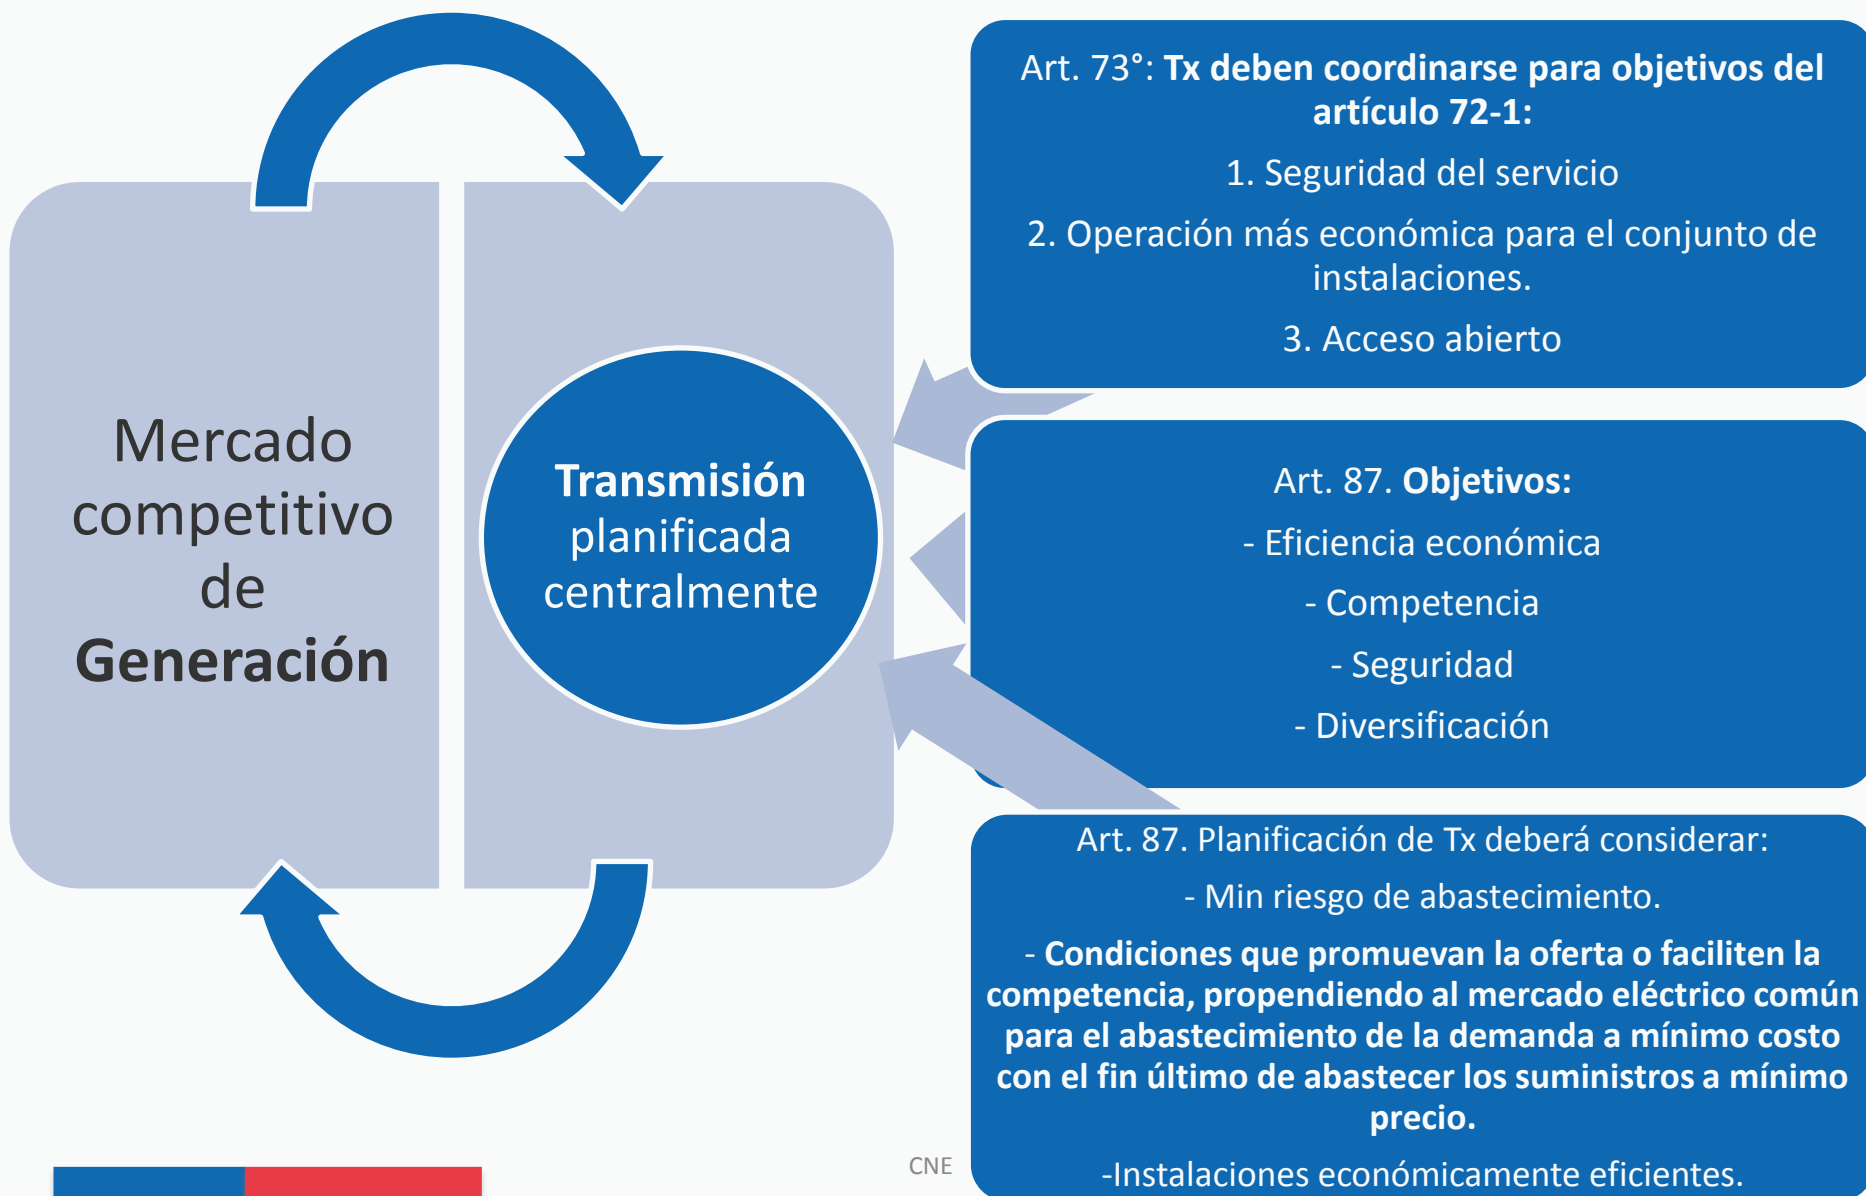 Mercado
competitivo
de
Generación
Transmisión
planificada
centralmente
Art. 73°: Tx deben coordinarse para objetivos del
artículo 72-1:
1. Seguridad del servicio
2. Operación más económica para el conjunto de
instalaciones.
3. Acceso abierto
Art. 87. Objetivos:
- Eficiencia económica
- Competencia
- Seguridad
- Diversificación
Art. 87. Planificación de Tx deberá considerar:
- Min riesgo de abastecimiento.
- Condiciones que promuevan la oferta o faciliten la
competencia, propendiendo al mercado eléctrico común
para el abastecimiento de la demanda a mínimo costo
con el fin último de abastecer los suministros a mínimo
precio.
-Instalaciones económicamente eficientes.
CNE